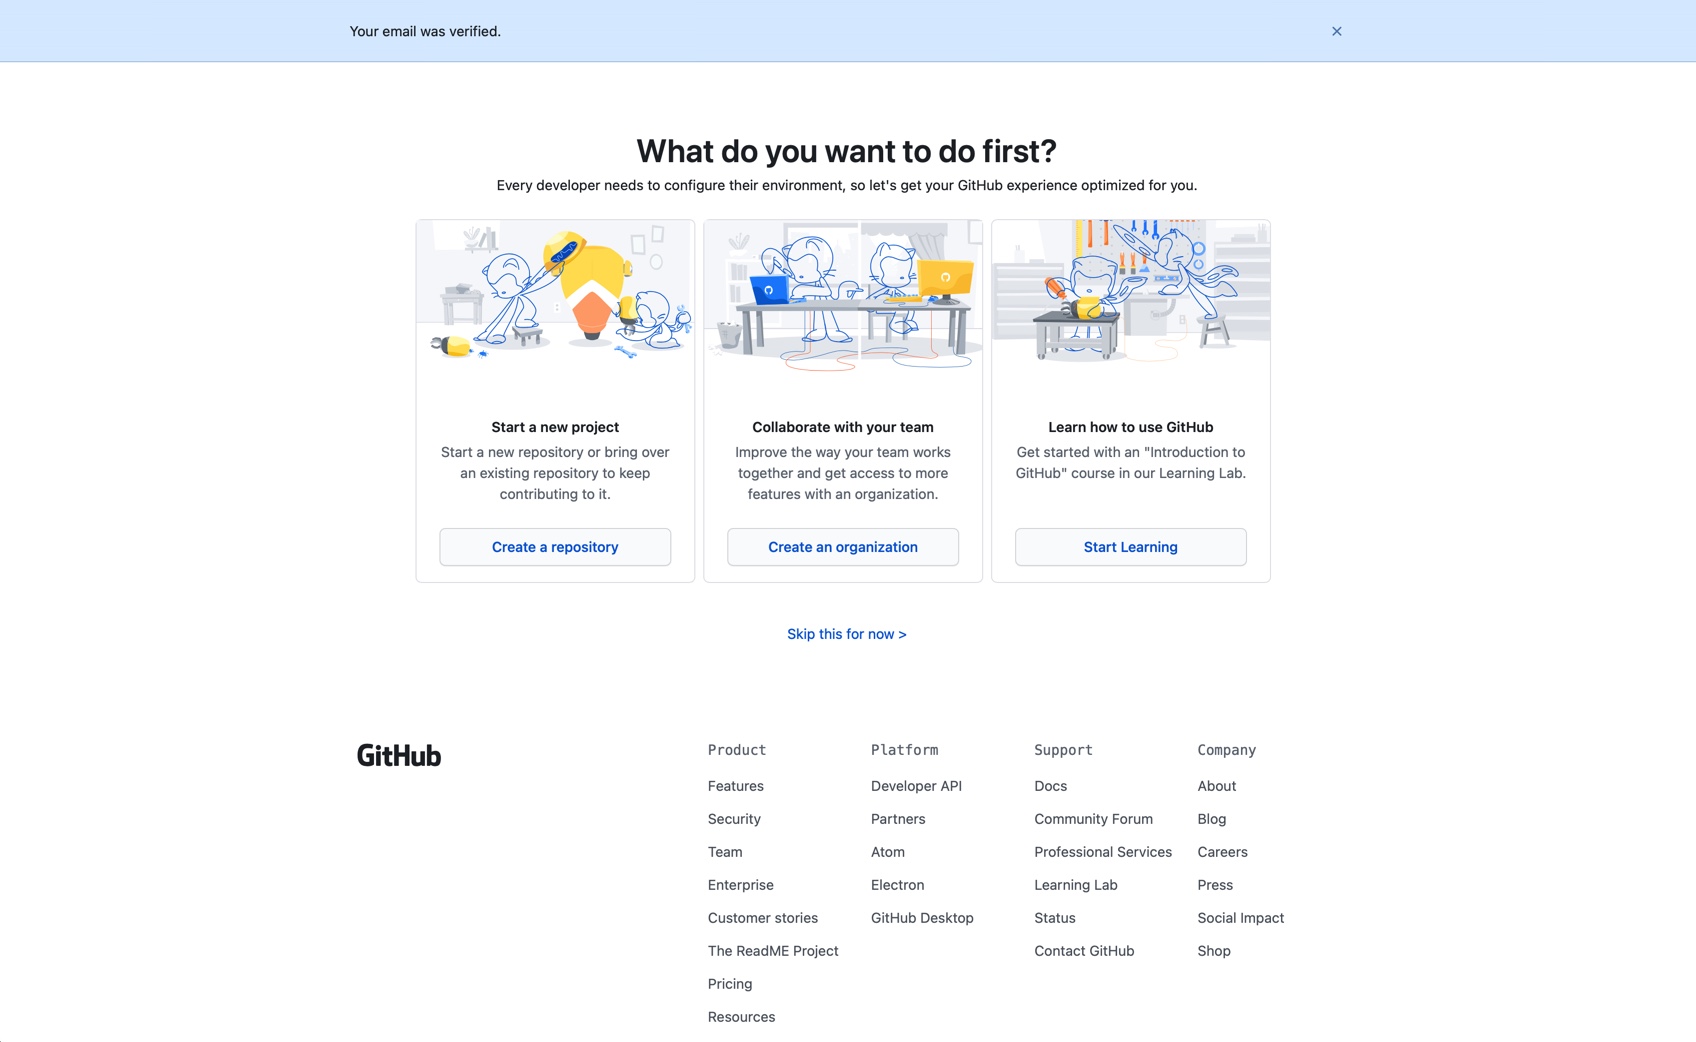 Your email was verified.
What do you want to do first?
Every developer needs to configure their environment, so let's get your GitHub experience optimized for you.
Start a new project
Start a new repository or bring over
an existing repository to keep
contributing to it.
Create a repository
Collaborate with your team
Improve the way your team works
together and get access to more
features with an organization.
Create an organization
Learn how to use GitHub
Get started with an "Introduction to
GitHub" course in our Learning Lab.
Start Learning
Skip this for now >
GitHub
Product
Features
Security
Team
Enterprise
Customer stories
The ReadME Project
Pricing
Resources
Platform
Developer API
Partners
Atom
Electron
GitHub Desktop
Support
Docs
Community Forum
Professional Services
Learning Lab
Status
Contact GitHub
Company
About
Blog
Careers
Press
Social Impact
Shop